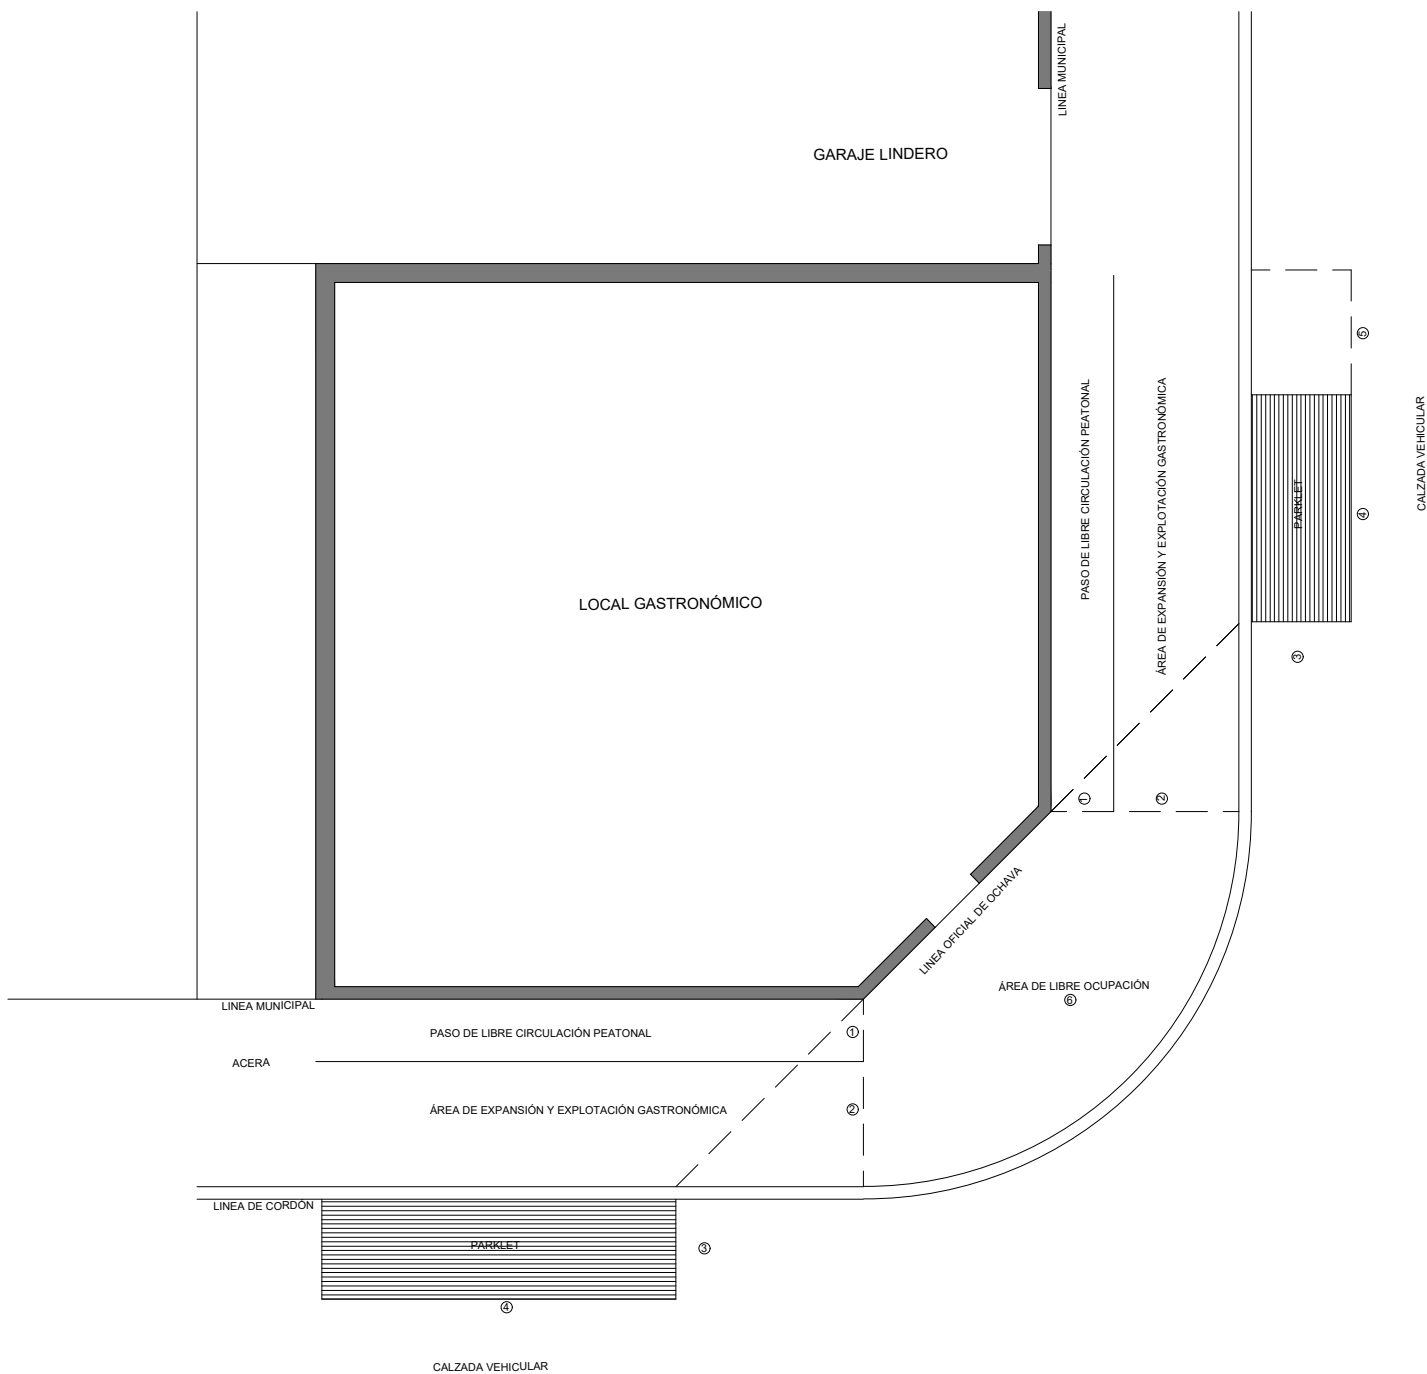 LINEA MUNICIPAL
GARAJE LINDERO
5
CALZADA VEHICULAR
PASO DE LIBRE CIRCULACIÓN PEATONAL
ÁREA DE EXPANSIÓN Y EXPLOTACIÓN GASTRONÓMICA
PARKLET
4
LOCAL GASTRONÓMICO
3
1
2
LINEA OFICIAL DE OCHAVA
ÁREA DE LIBRE OCUPACIÓN
6
LINEA MUNICIPAL
PASO DE LIBRE CIRCULACIÓN PEATONAL
1
ACERA
ÁREA DE EXPANSIÓN Y EXPLOTACIÓN GASTRONÓMICA
2
LINEA DE CORDÓN
PARKLET
3
4
CALZADA VEHICULAR